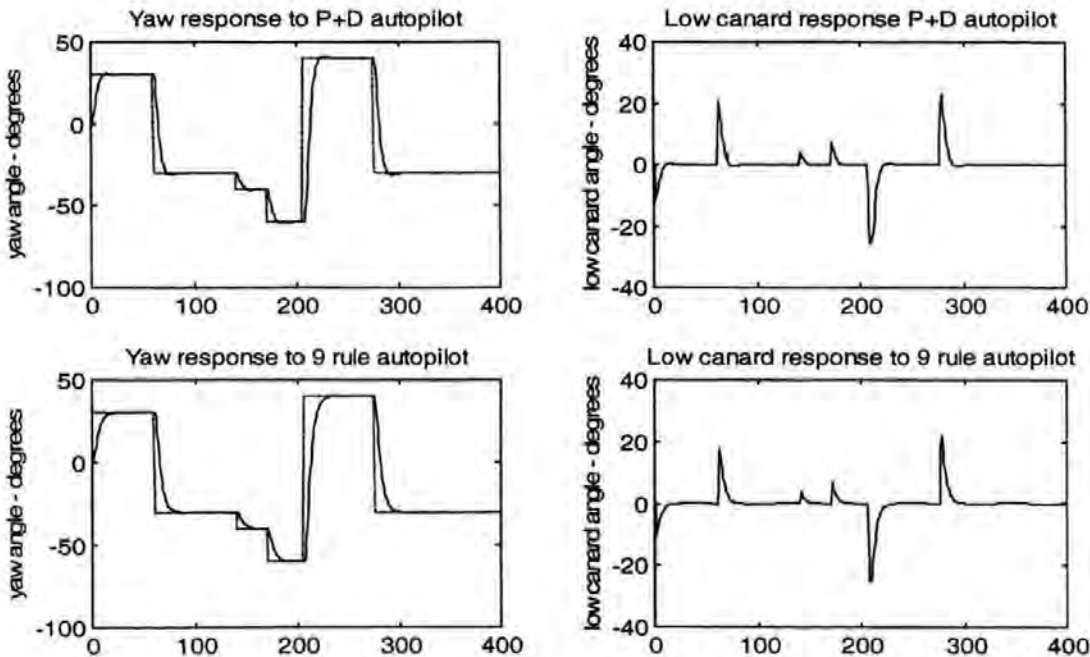 Yaw response to P+D autopilot
50
0
-50
-100
yaw angle - degrees
0 100 200 300 400
Low canard response P+D autopilot
40
20
0
-20
-40
low canard angle - degrees
0 100 200 300 400
Yaw response to 9 rule autopilot
50
0
-50
-100
yaw angle - degrees
0 100 200 300 400
Low canard response to 9 rule autopilot
40
20
0
-20
-40
low canard angle - degrees
0 100 200 300 400